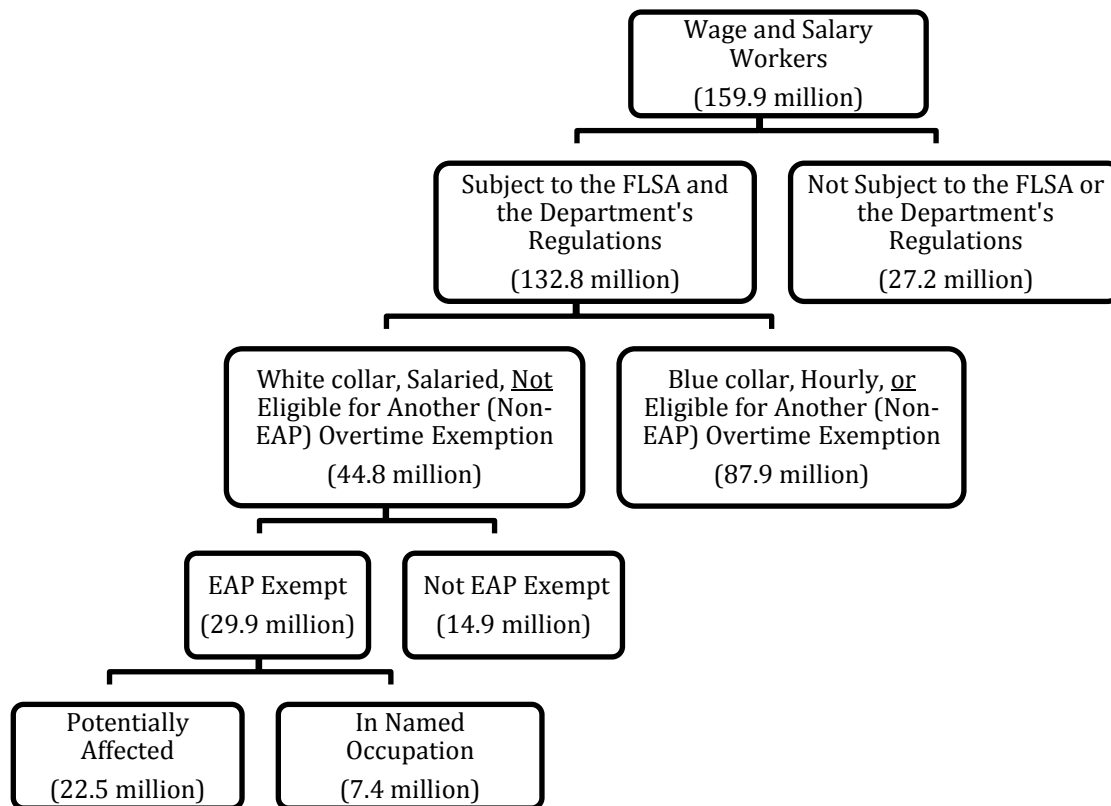 Wage and Salary
Workers
(159.9 million)
Subject to the FLSA and
the Department's
Regulations
(132.8 million)
Not Subject to the FLSA or
the Department's
Regulations
(27.2 million)
White collar, Salaried, Not
Eligible for Another (Non-
EAP) Overtime Exemption
(44.8 million)
Blue collar, Hourly, or
Eligible for Another (Non-
EAP) Overtime Exemption
(87.9 million)
EAP Exempt
(29.9 million)
Not EAP Exempt
(14.9 million)
Potentially
Affected
(22.5 million)
In Named
Occupation
(7.4 million)